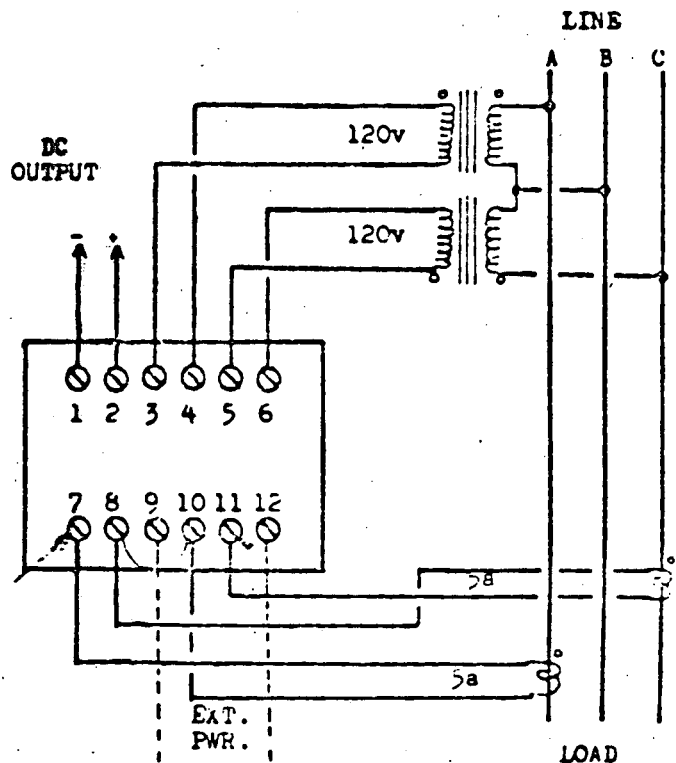 LINE
A B C
120v
DC
OUTPUT
120v
- +
1 2 3 4 5 6
7 8 9 10 11 12
5a
5a
EXT.
PWR.
LOAD